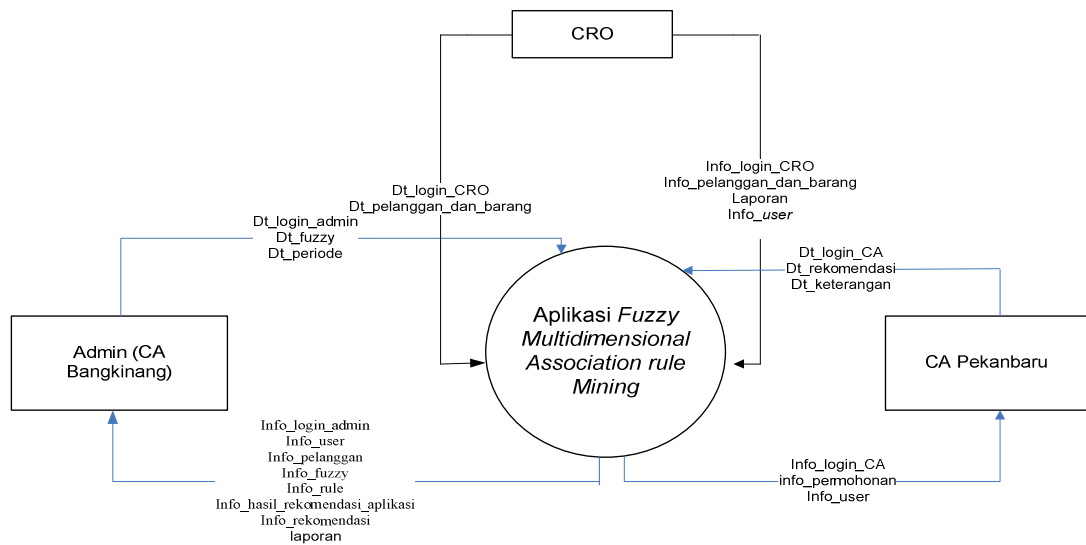 CRO
Dt_login_CRO
Dt_pelanggan_dan_barang
Info_login_CRO
Info_pelanggan_dan_barang
Laporan
Info_user
Dt_login_admin
Dt_fuzzy
Dt_periode
Dt_login_CA
Dt_rekomendasi
Dt_keterangan
Admin (CA
Bangkinang)
Aplikasi Fuzzy
Multidimensional
Association rule
Mining
CA Pekanbaru
Info_login_admin
Info_user
Info_pelanggan
Info_fuzzy
Info_rule
Info_hasil_rekomendasi_aplikasi
Info_rekomendasi
laporan
Info_login_CA
info_permohonan
Info_user